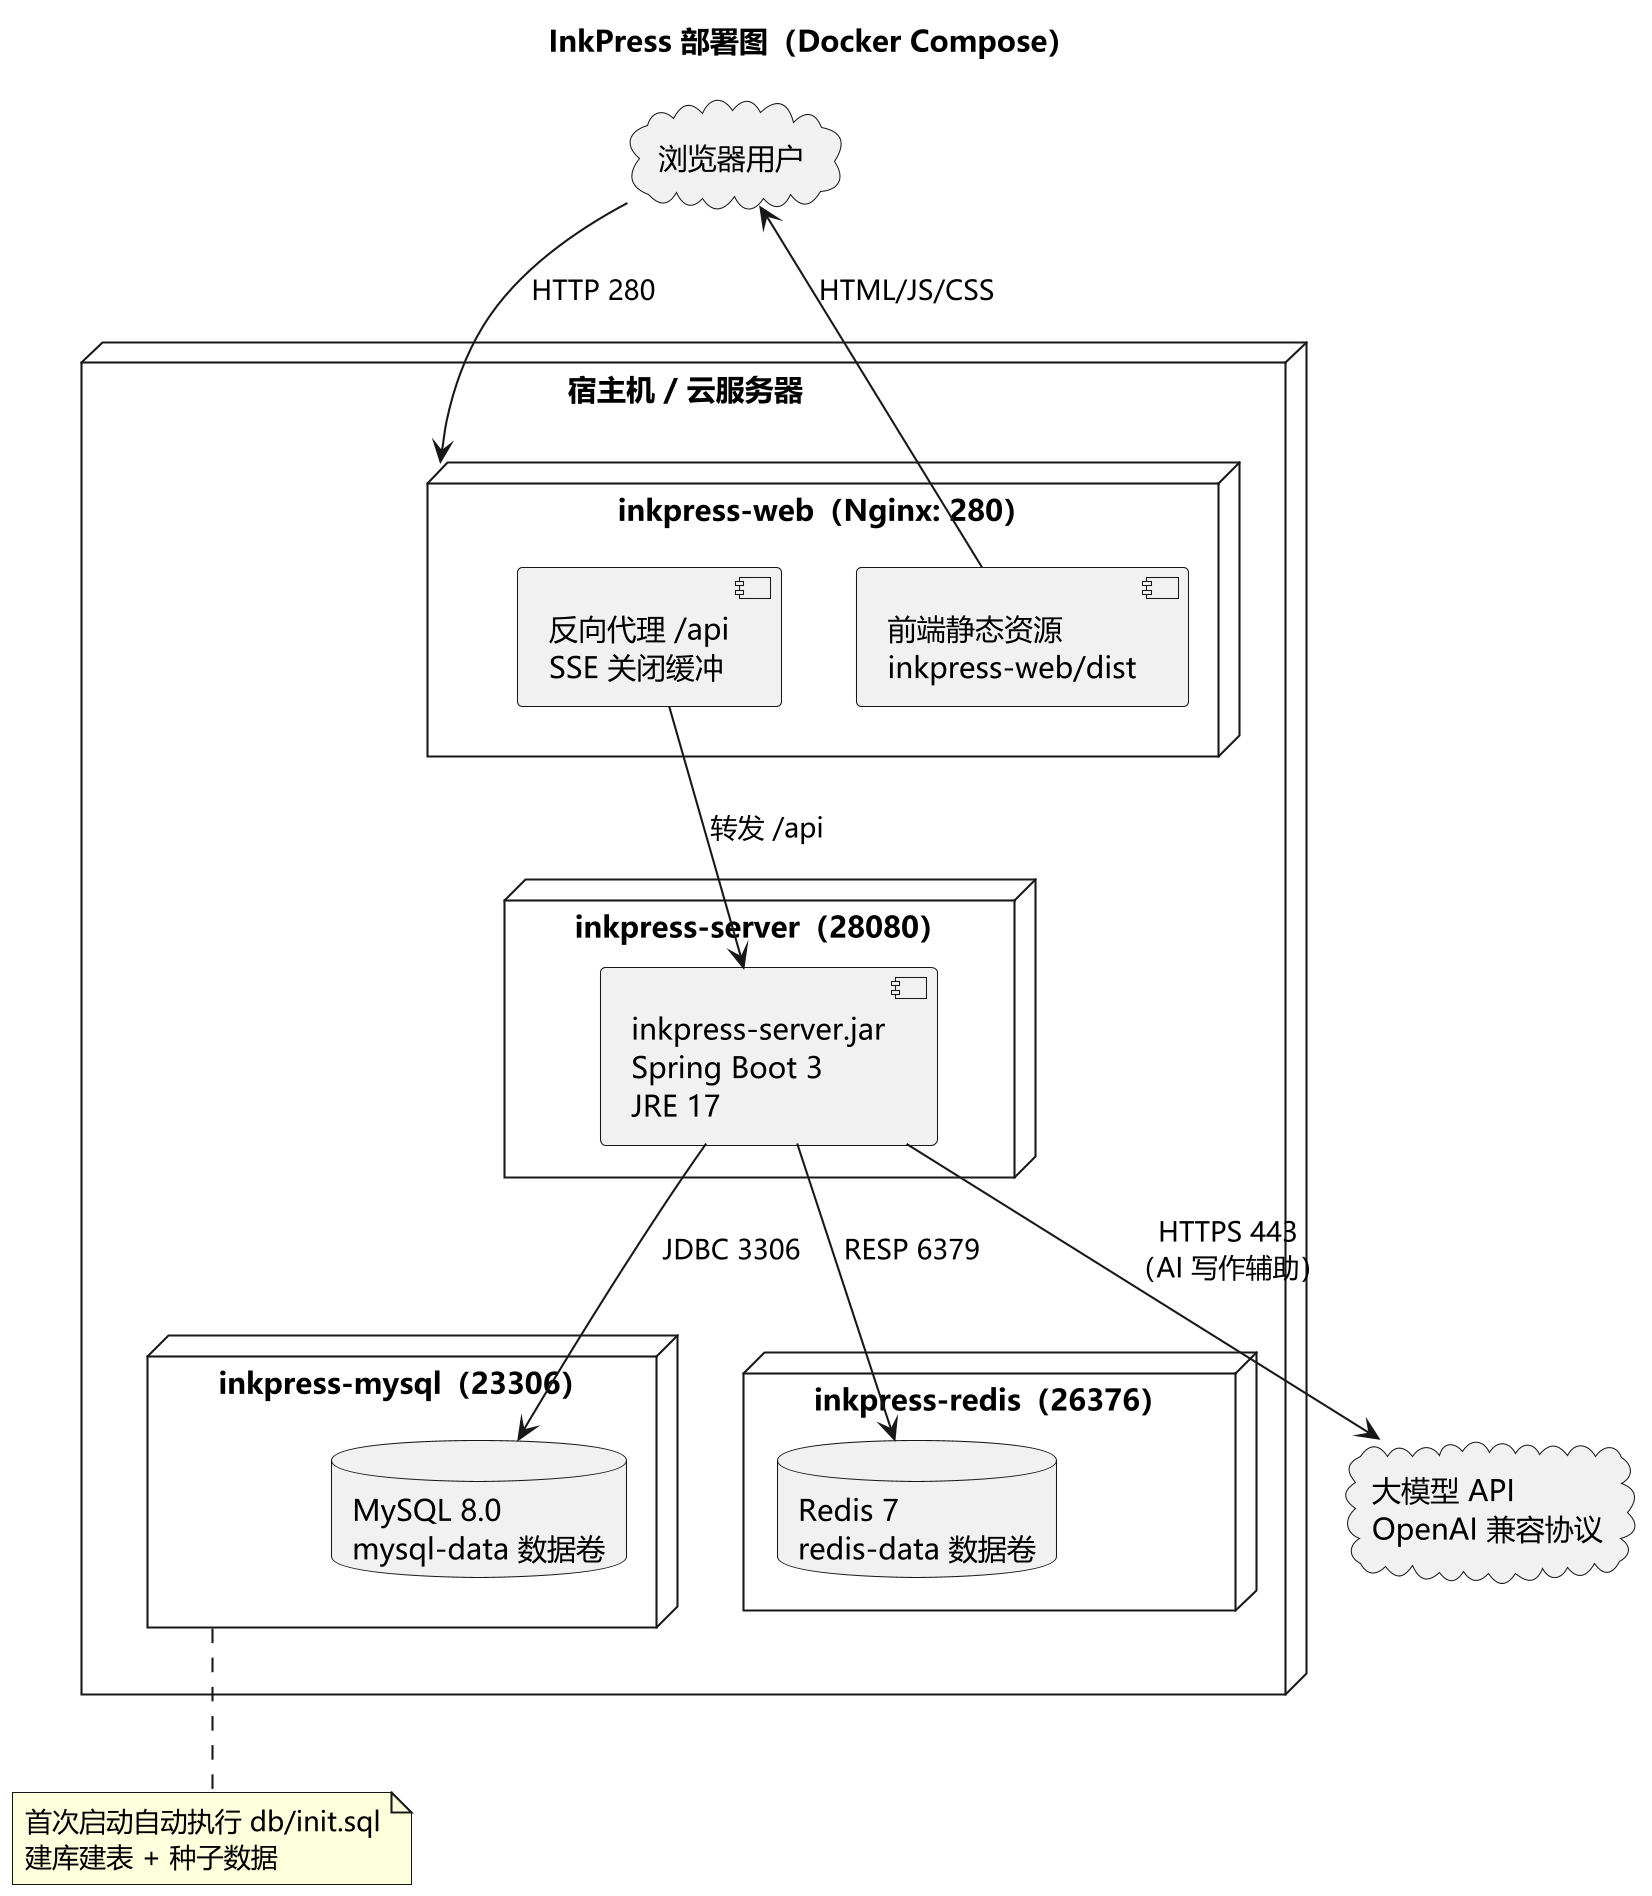 InkPress 部署图（Docker Compose）
浏览器用户
HTTP 280
HTML/JS/CSS
宿主机 / 云服务器
inkpress-web（Nginx: 280）
反向代理 /api
SSE 关闭缓冲
前端静态资源
inkpress-web/dist
转发 /api
inkpress-server（28080）
inkpress-server.jar
Spring Boot 3
JRE 17
JDBC 3306
RESP 6379
HTTPS 443
（AI 写作辅助）
inkpress-mysql（23306）
MySQL 8.0
mysql-data 数据卷
inkpress-redis（26376）
Redis 7
redis-data 数据卷
大模型 API
OpenAI 兼容协议
首次启动自动执行 db/init.sql
建库建表 + 种子数据